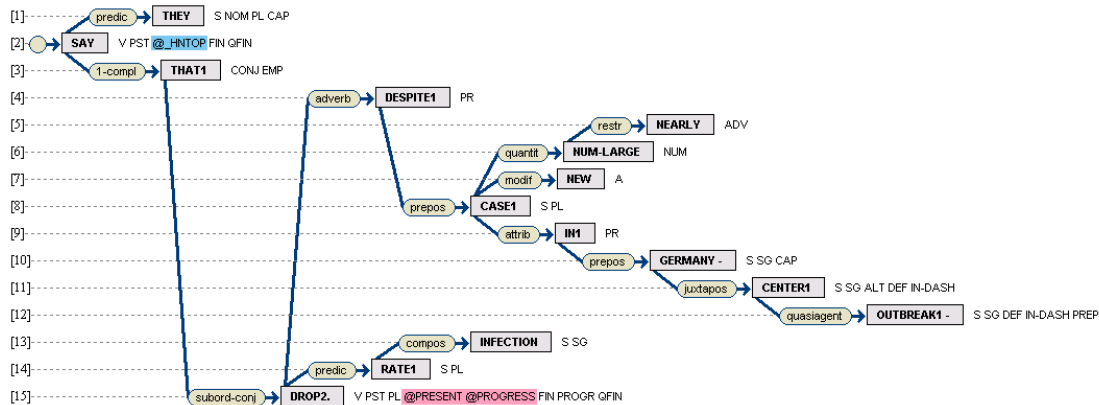 [1] predic THEY S NOM PL CAP
[2] SAY V PST @_HNTOP FIN QFIN
[3] 1-compl THAT1 CONJ EMP
[4] adverb DESPITE1 PR
[5] restr NEARLY ADV
[6] quantit NUM-LARGE NUM
[7] modif NEW A
[8] prepos CASE1 S PL
[9] attrib IN1 PR
[10] prepos GERMANY - S SG CAP
[11] juxtapos CENTER1 S SG ALT DEF IN-DASH
[12] quasiagent OUTBREAK1 - S SG DEF IN-DASH PREP
[13] compos INFECTION S SG
[14] predic RATE1 S PL
[15] subord-conj DROP2. V PST PL @PRESENT @PROGRESS FIN PROGR QFIN